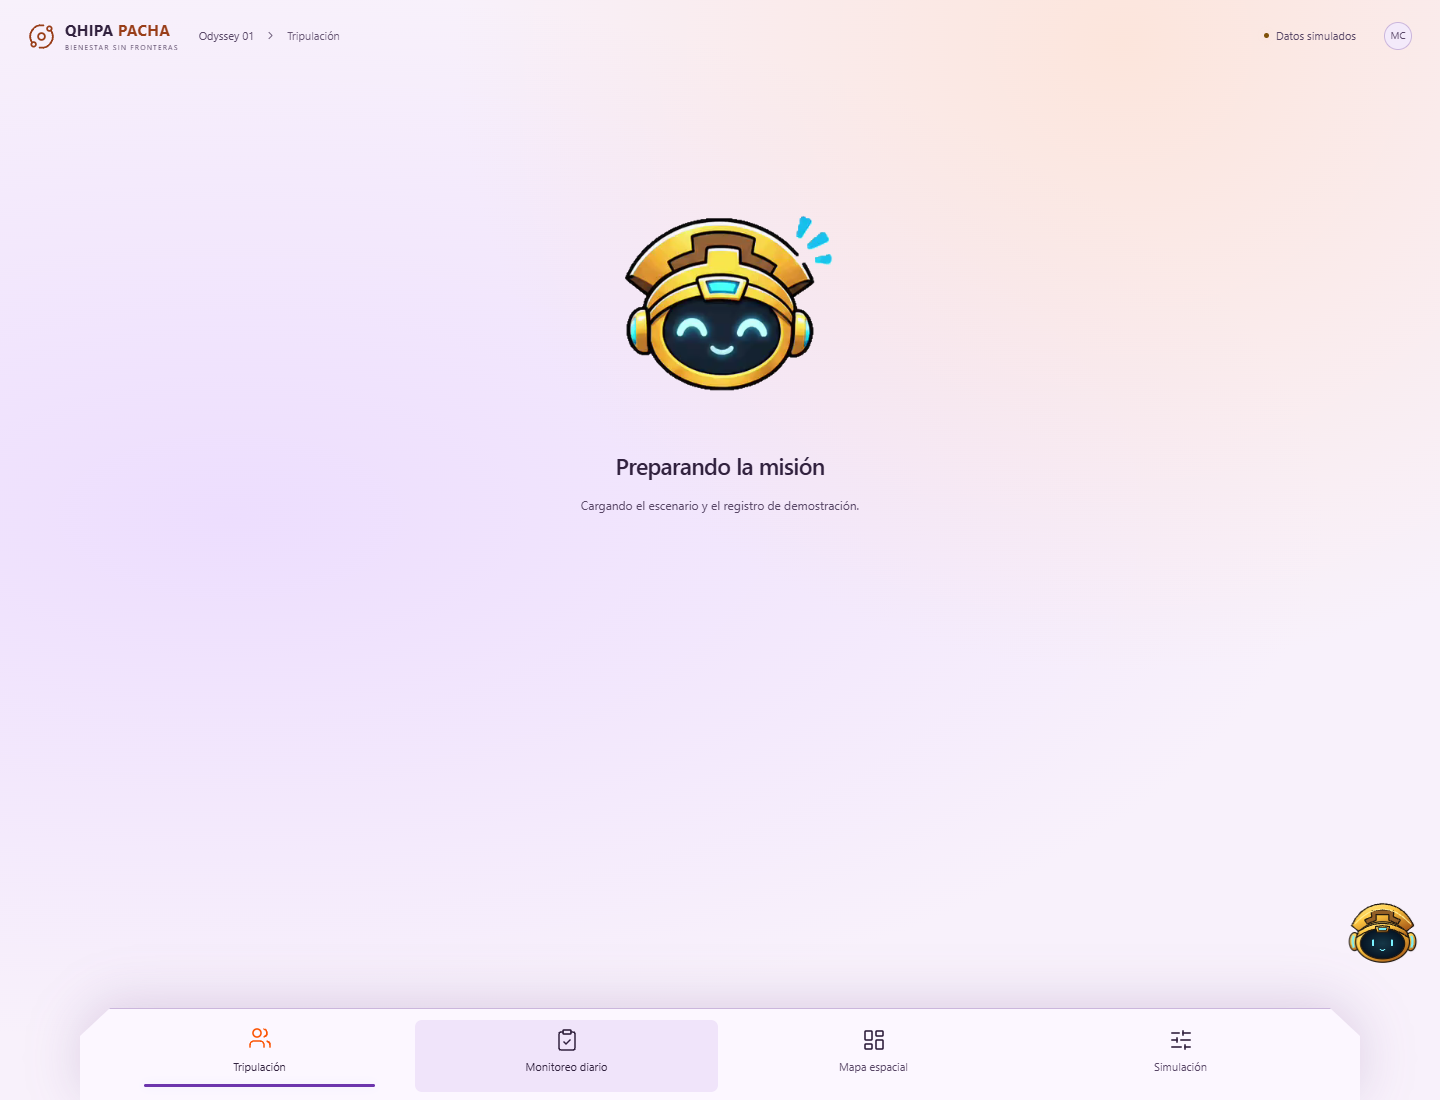 QHIPA PACHA
BIENESTAR SIN FRONTERAS
Odyssey 01 > Tripulación
Datos simulados
MC
Preparando la misión
Cargando el escenario y el registro de demostración.
Tripulación
Monitoreo diario
Mapa espacial
Simulación